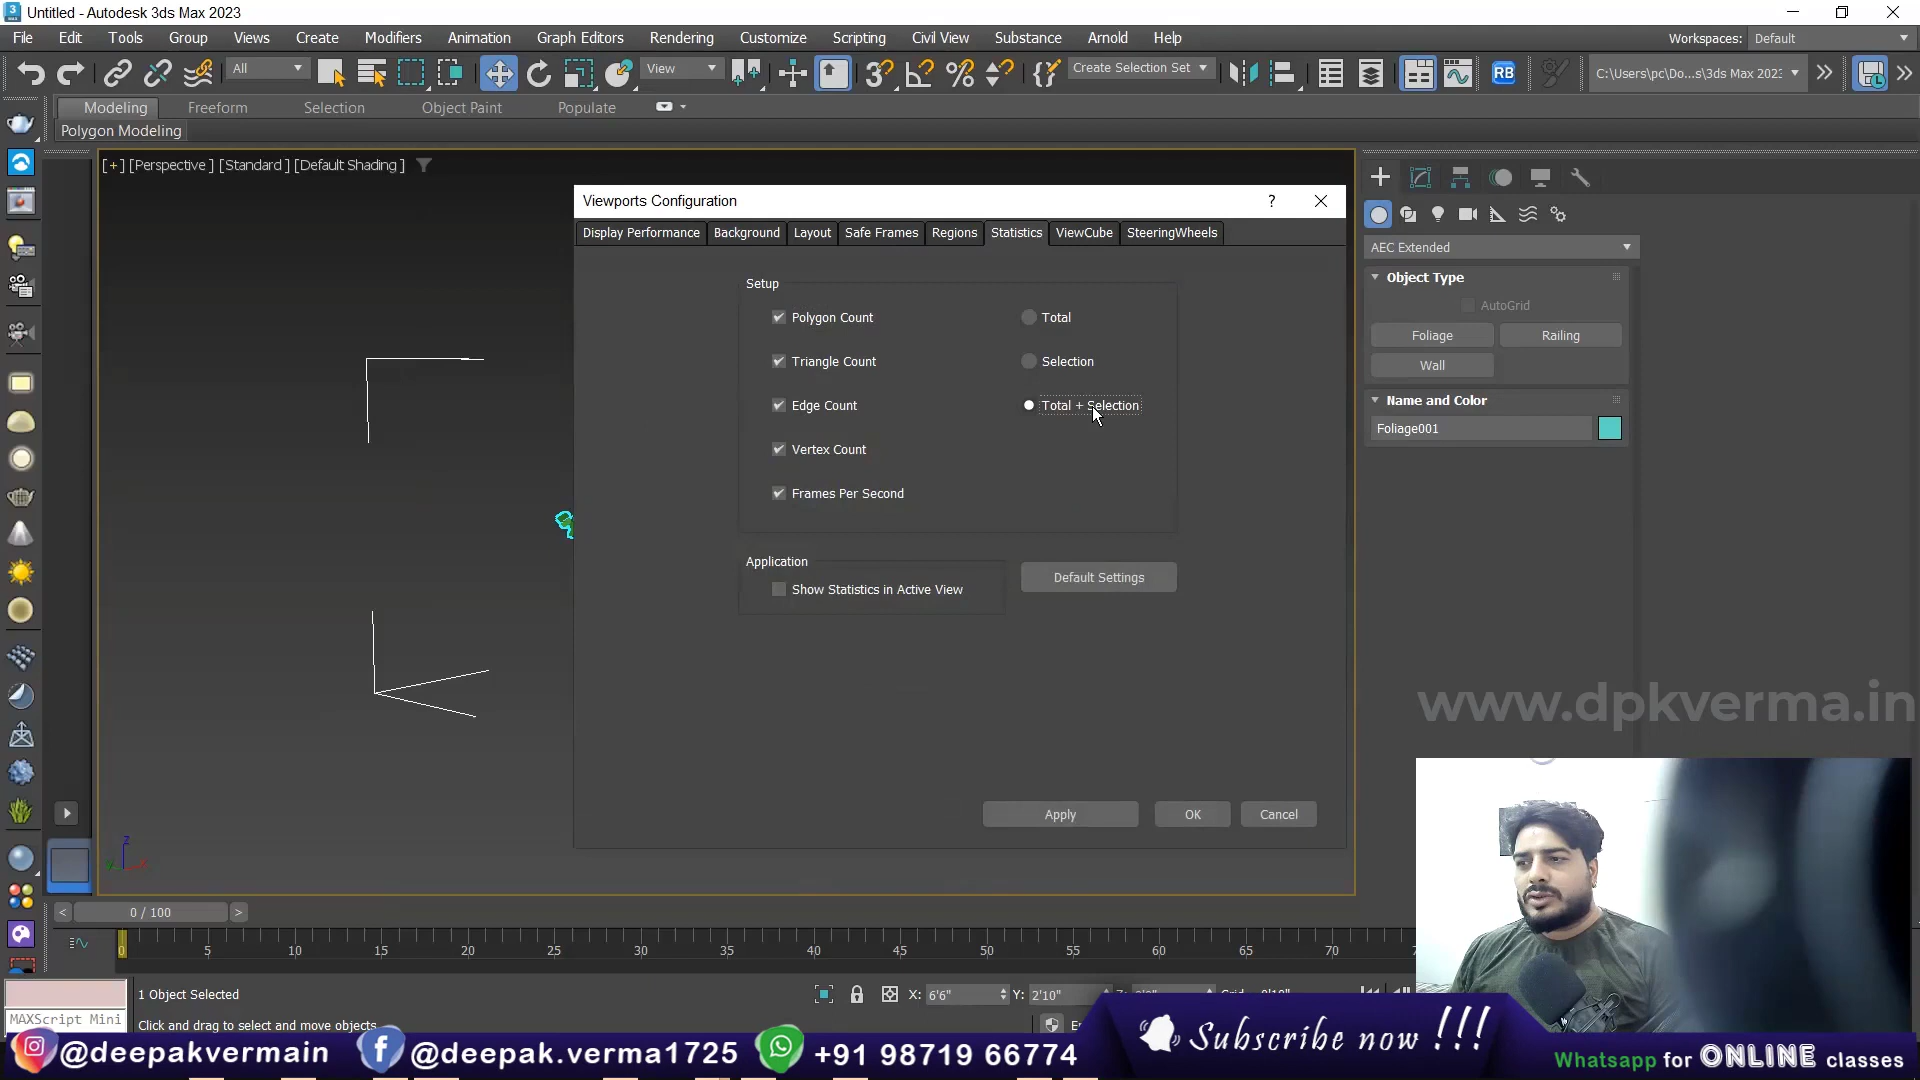 Untitled - Autodesk 3ds Max 2023
File Edit Tools Group Views Create Modifiers Animation Graph Editors Rendering Customize Scripting Civil View Substance Arnold Help
Workspaces: Default
All
View
Create Selection Set
RB
C:\Users\pc\Do...s\3ds Max 2023
Modeling Freeform Selection Object Paint Populate
Polygon Modeling
[+] [Perspective ] [Standard ] [Default Shading ]
Viewports Configuration
Display Performance Background Layout Safe Frames Regions Statistics ViewCube SteeringWheels
Setup
Polygon Count Total
Triangle Count Selection
Edge Count Total + Selection
Vertex Count
Frames Per Second
Application
Show Statistics in Active View
Default Settings
Apply OK Cancel
AEC Extended
Object Type
AutoGrid
Foliage Railing
Wall
Name and Color
Foliage001
www.dpkverma.in
0 / 100
0 5 10 15 20 25 30 35 40 45 50 55 60 65 70
1 Object Selected
X: 6'6" Y: 2'10"
MAXScript Mini
Click and drag to select and move objects
@deepakvermain @deepak.verma1725 +91 98719 66774
Subscribe now !!!
Whatsapp for ONLINE classes